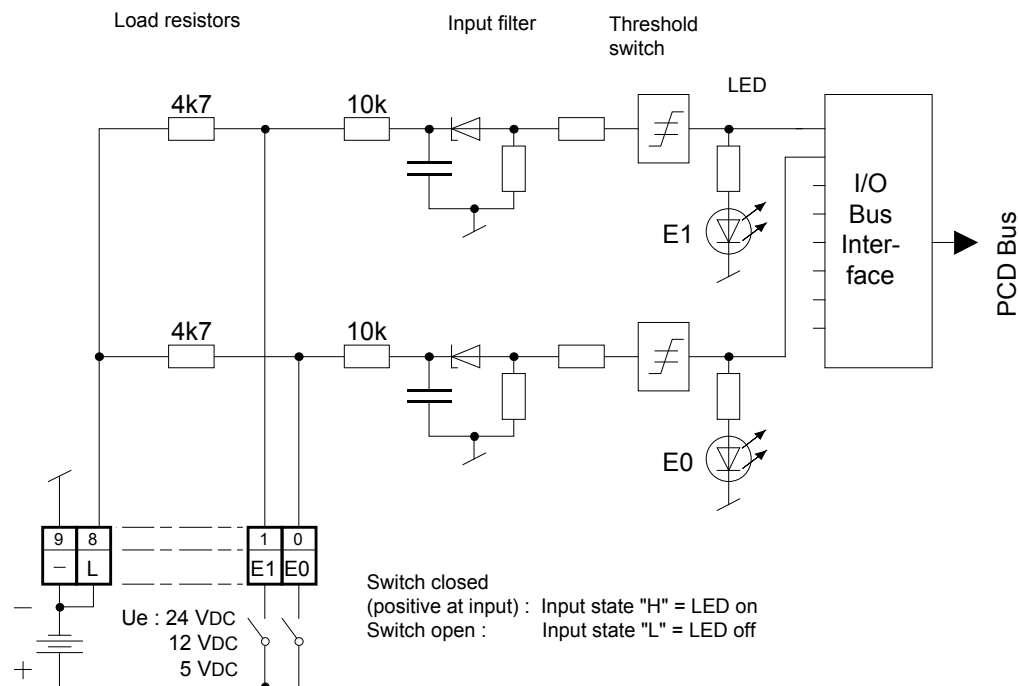 Load resistors
Input filter
Threshold
switch
LED
4k7
10k
E1
I/O
Bus
Inter-
face
PCD Bus
4k7
10k
E0
9 8 1 0
– L E1 E0
Switch closed
(positive at input) : Input state "H" = LED on
Switch open : Input state "L" = LED off
–
+
Ue : 24 VDC
12 VDC
5 VDC